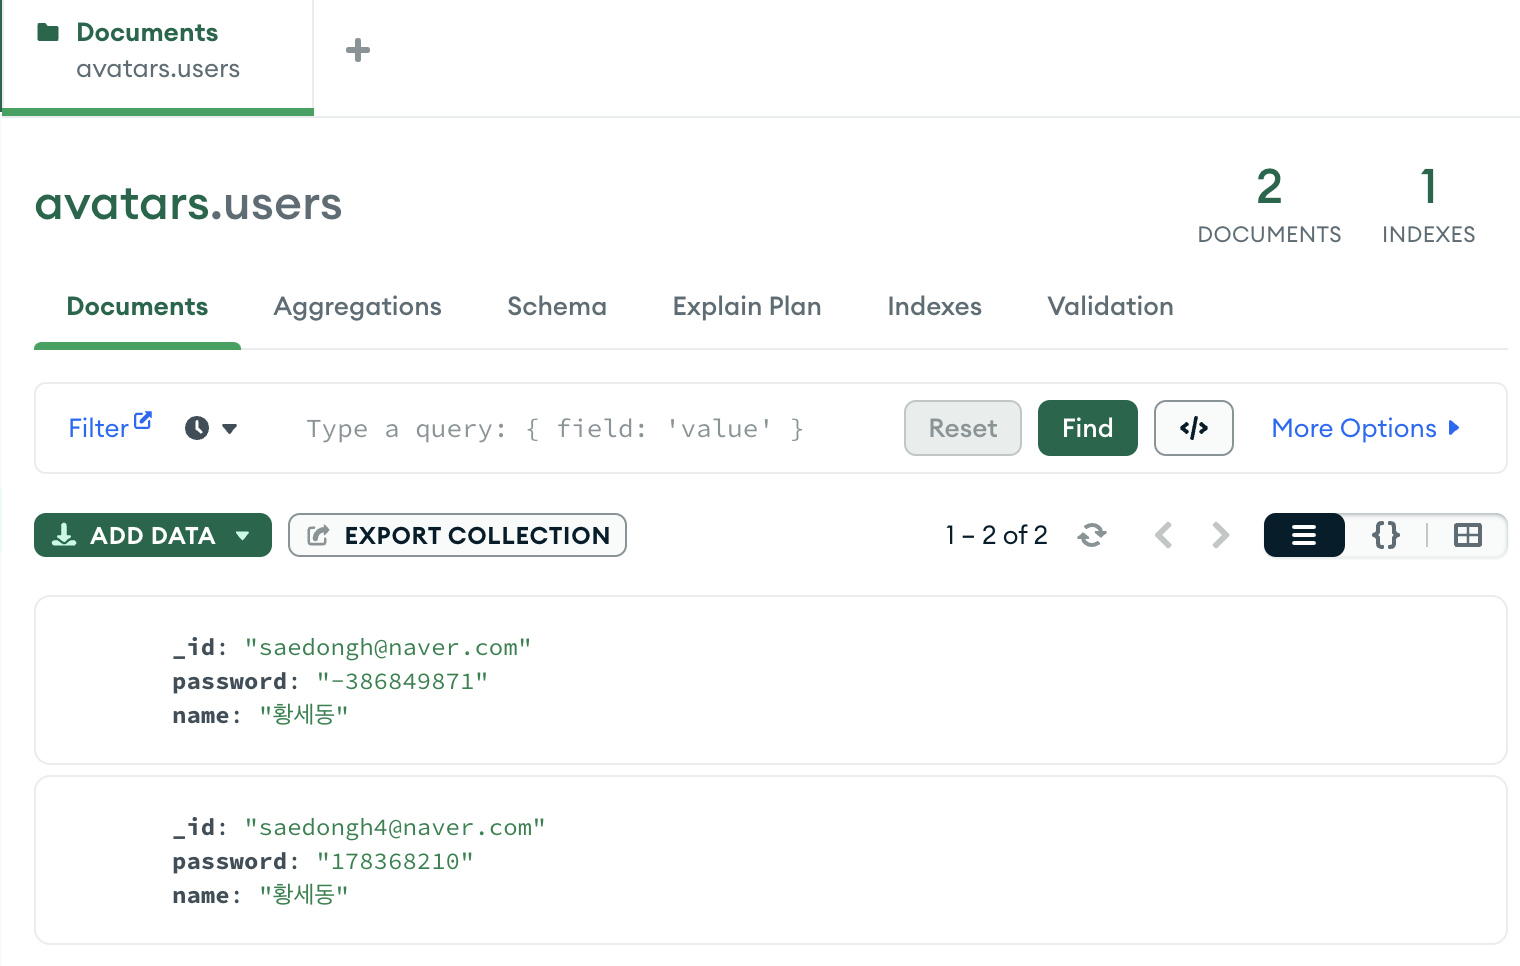 Documents
avatars.users
avatars.users
2
DOCUMENTS
1
INDEXES
Documents Aggregations Schema Explain Plan Indexes Validation
Filter Type a query: { field: 'value' } Reset Find </> More Options
ADD DATA EXPORT COLLECTION 1 – 2 of 2 {}
_id: "saedongh@naver.com"
password: "-386849871"
name: "황세동"
_id: "saedongh4@naver.com"
password: "178368210"
name: "황세동"